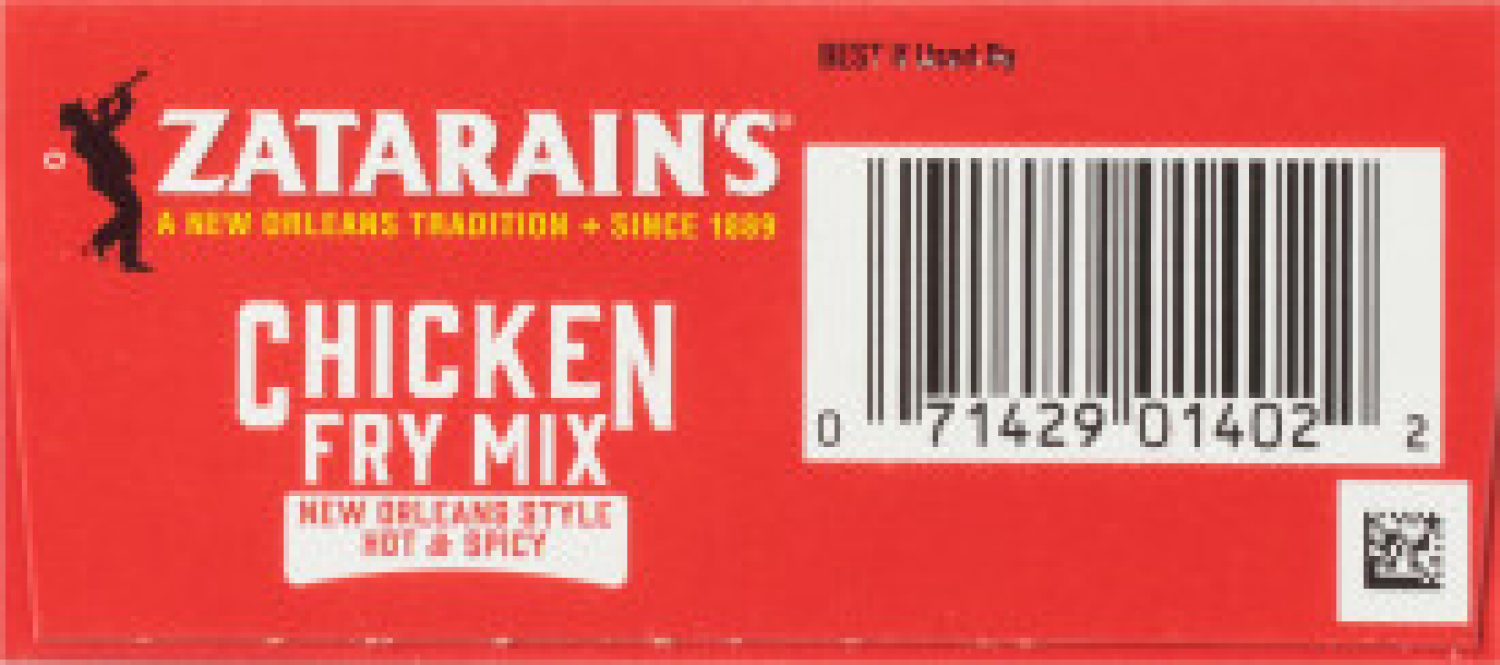 BEST if Used By
ZATARAIN'S®
A NEW ORLEANS TRADITION + SINCE 1889
CHICKEN
FRY MIX
NEW ORLEANS STYLE
HOT & SPICY
0 71429 01402 2